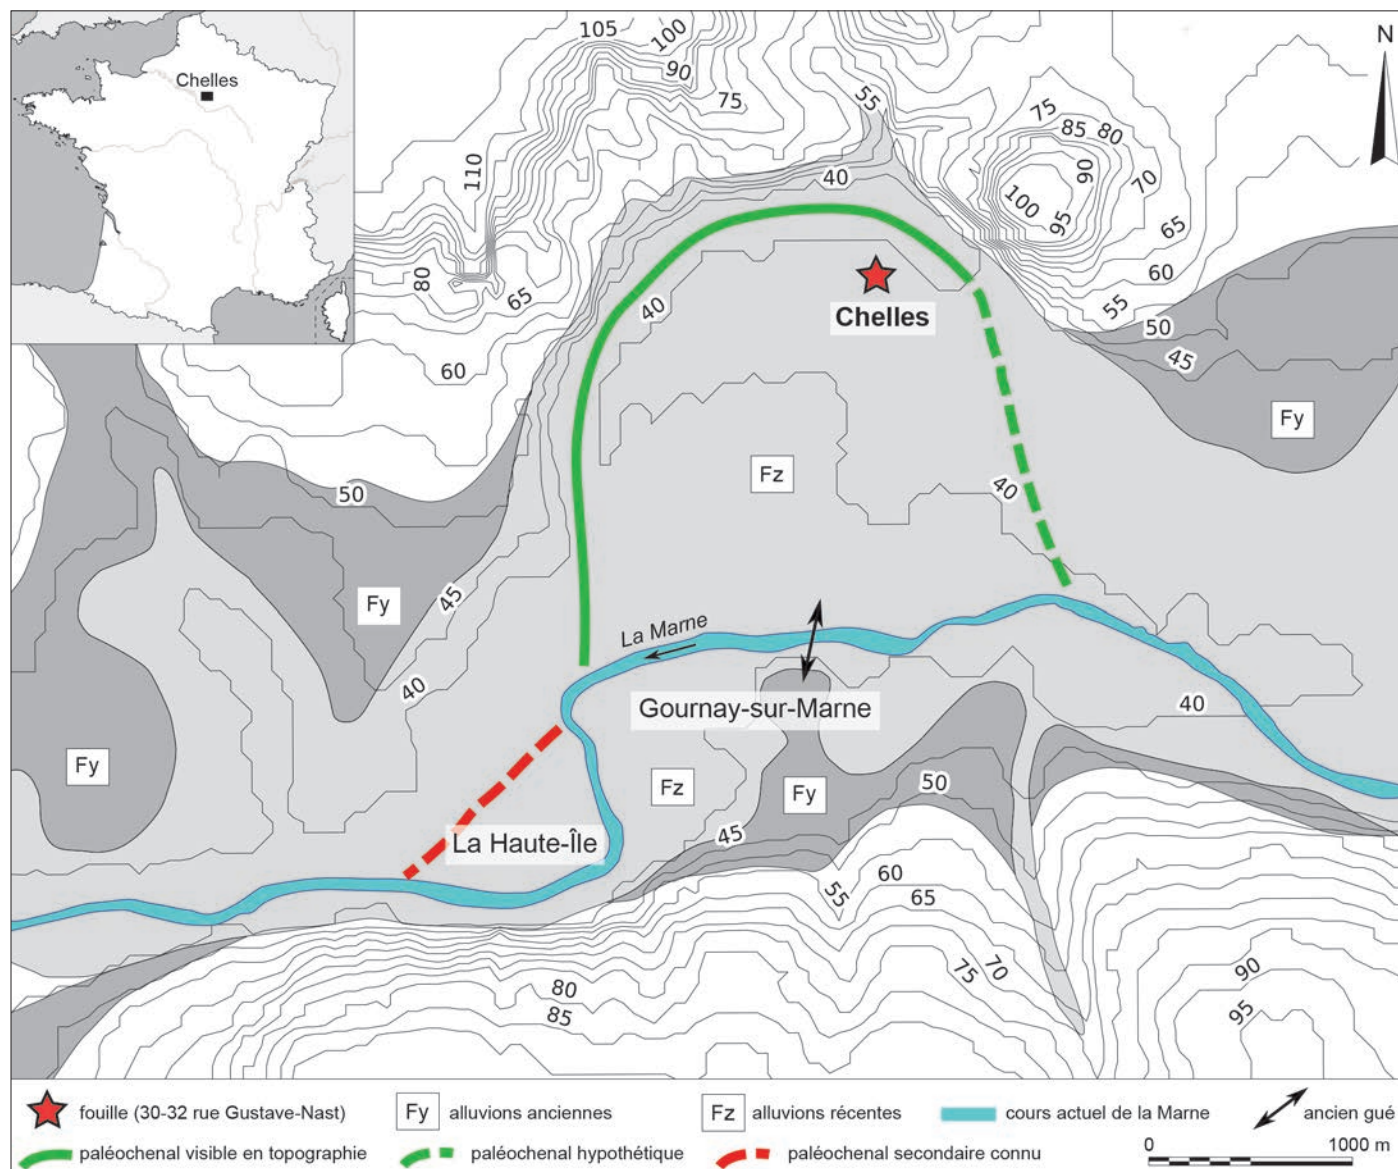 Chelles
N
105
100
90
75
55
75
85
80
110
40
90
70
100
95
65
80
65
60
40
55
50
Chelles
45
60
Fy
Fz
50
40
Fy
45
La Marne
40
Gournay-sur-Marne
40
Fy
Fz
Fy
50
45
La Haute-Île
60
55
65
70
75
90
80
85
95
fouille (30-32 rue Gustave-Nast)
Fy alluvions anciennes
Fz alluvions récentes
cours actuel de la Marne
ancien gué
paléochenal visible en topographie
paléochenal hypothétique
paléochenal secondaire connu
0 1000 m